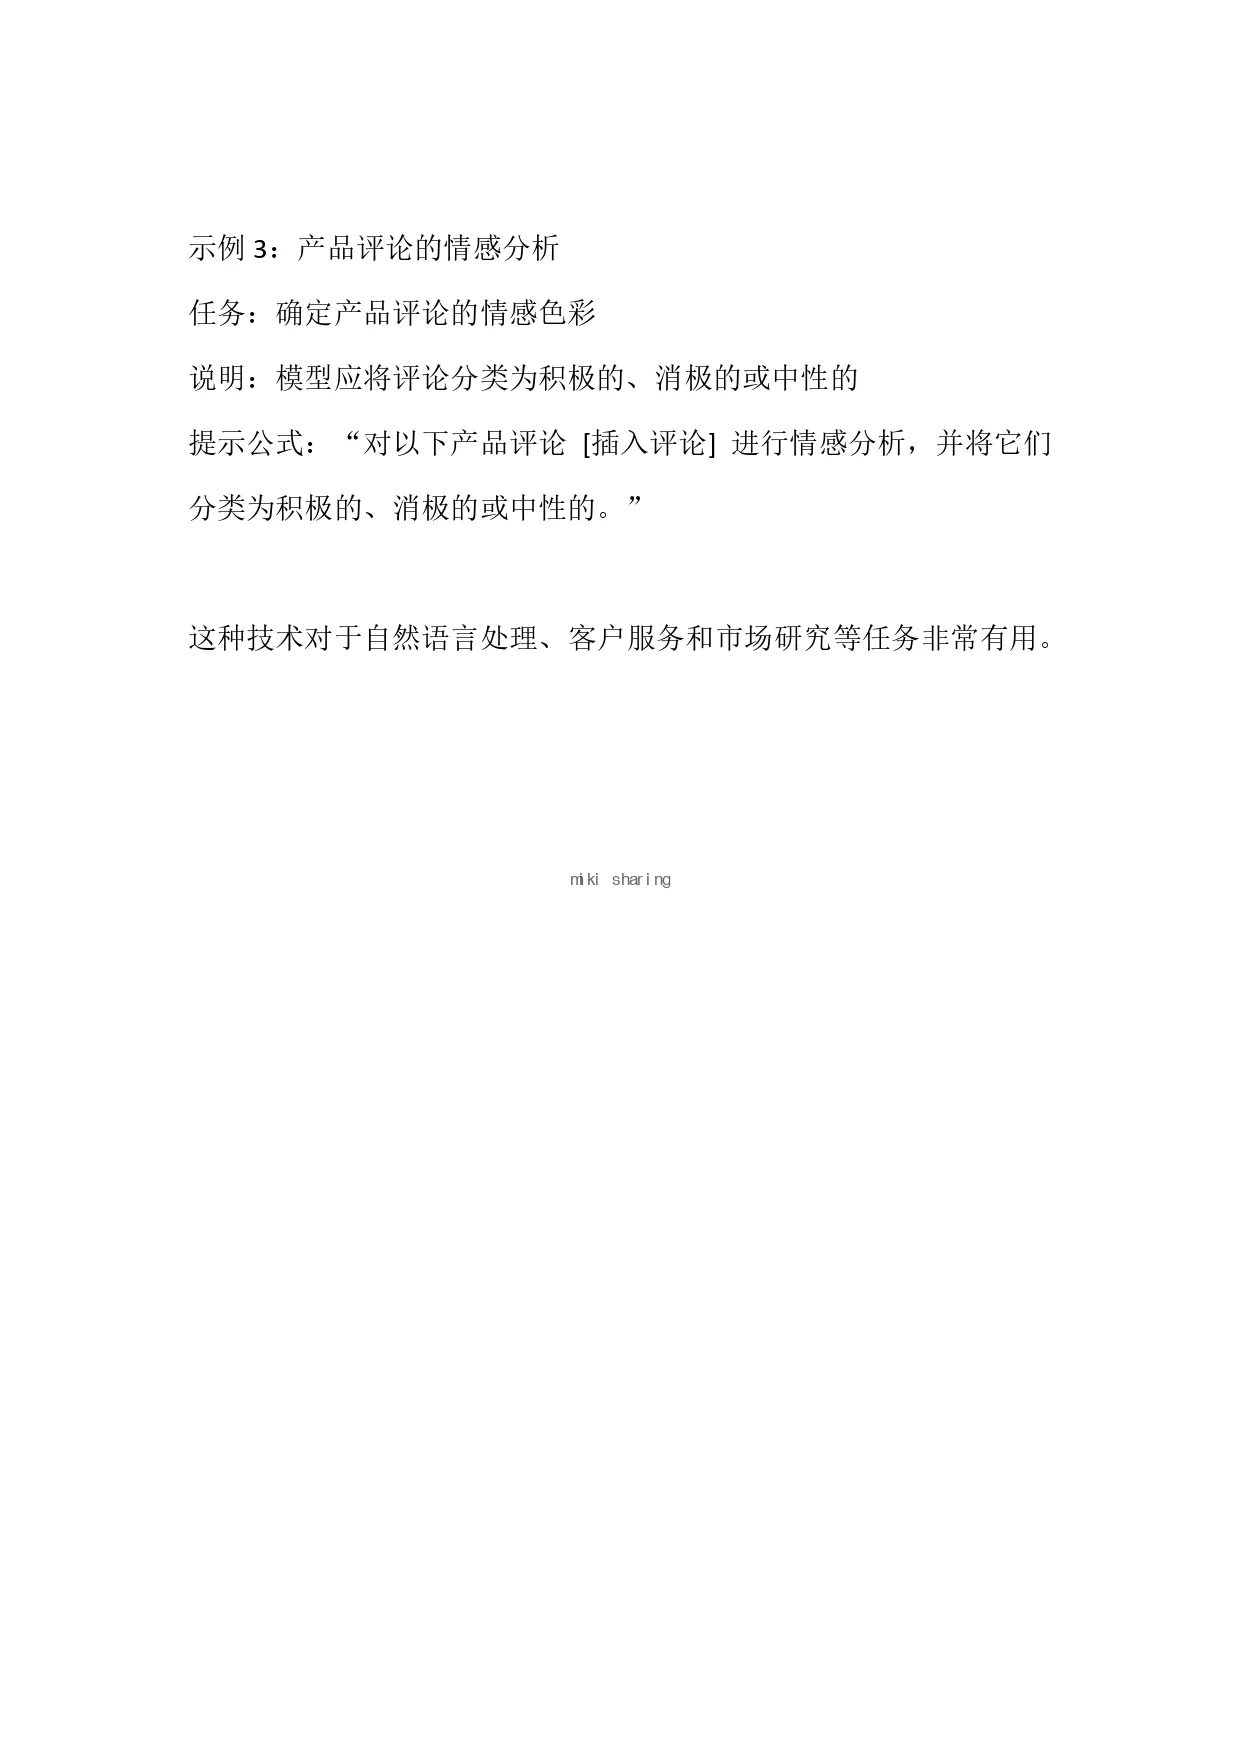 示例 3：产品评论的情感分析
任务：确定产品评论的情感色彩
说明：模型应将评论分类为积极的、消极的或中性的
提示公式：“对以下产品评论 [插入评论] 进行情感分析，并将它们
分类为积极的、消极的或中性的。”
这种技术对于自然语言处理、客户服务和市场研究等任务非常有用。
miki sharing